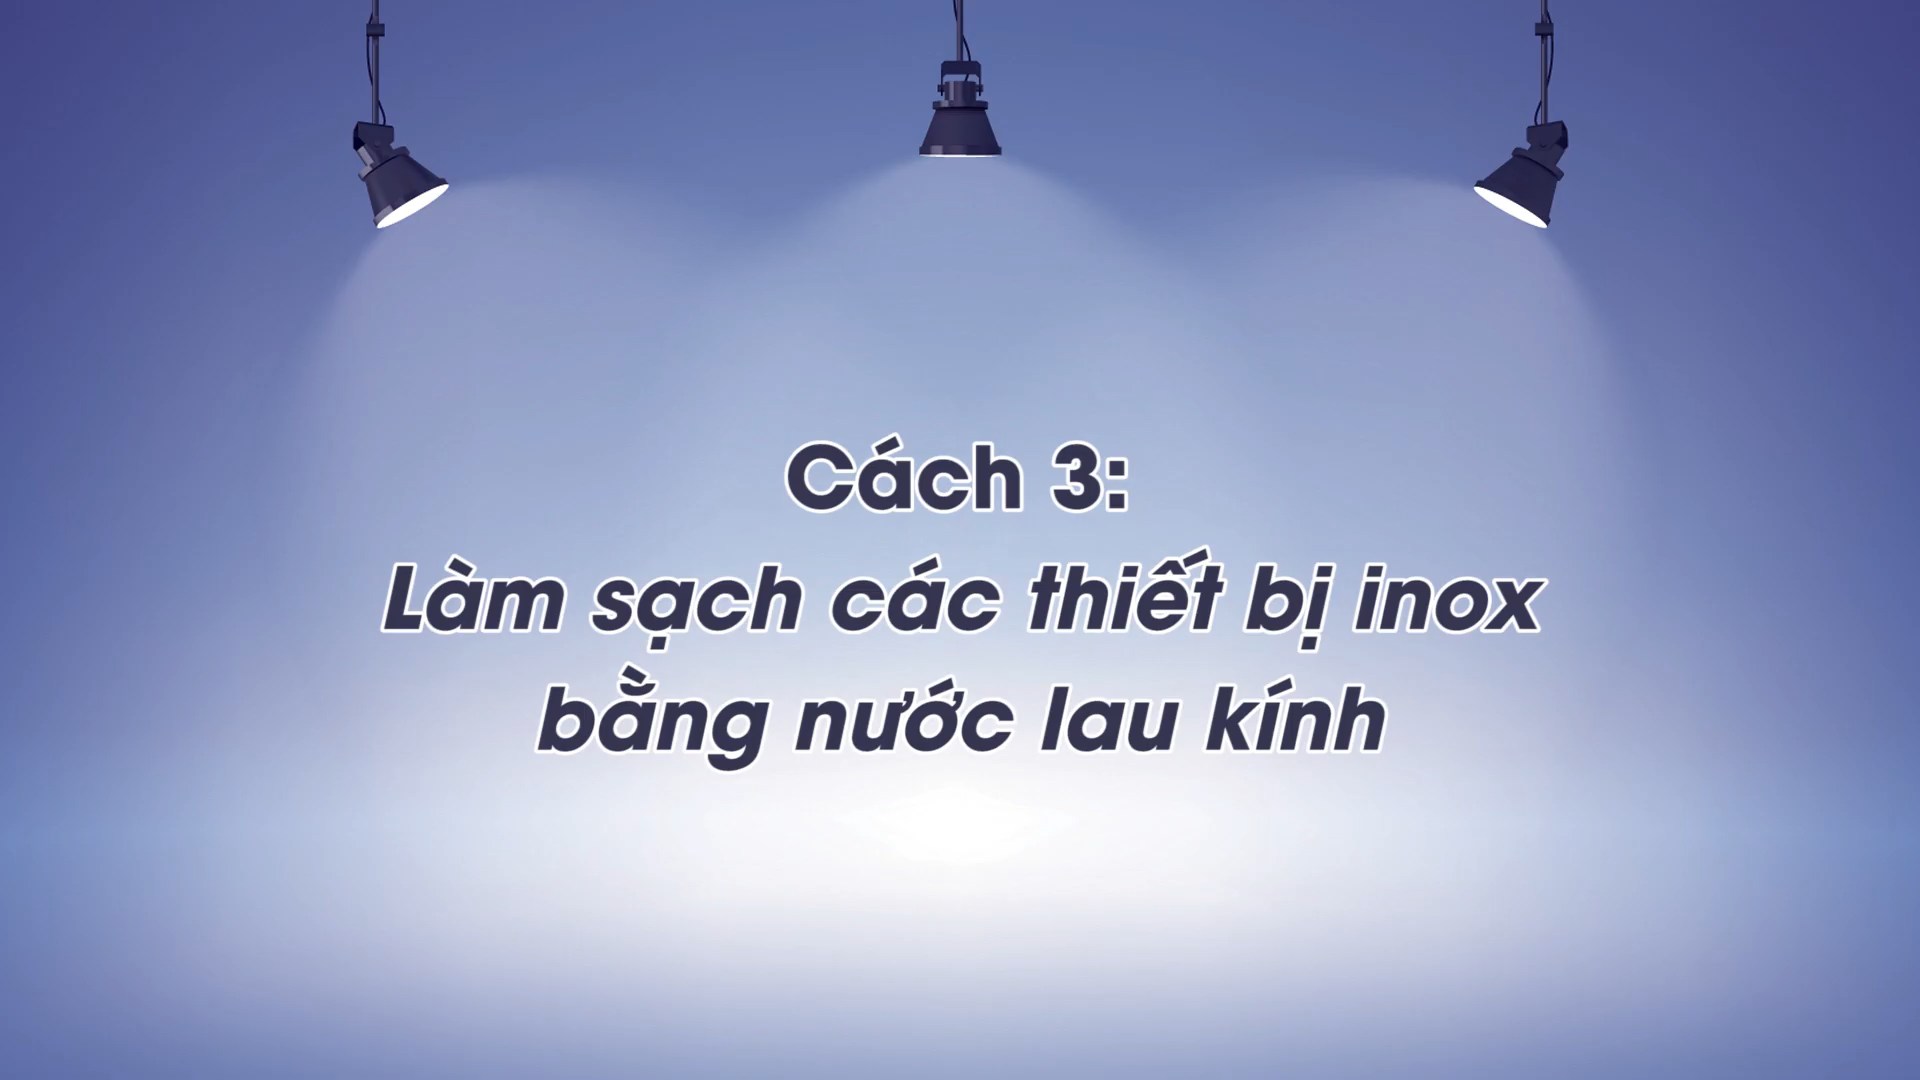 Cách 3:
Làm sạch các thiết bị inox
bằng nước lau kính